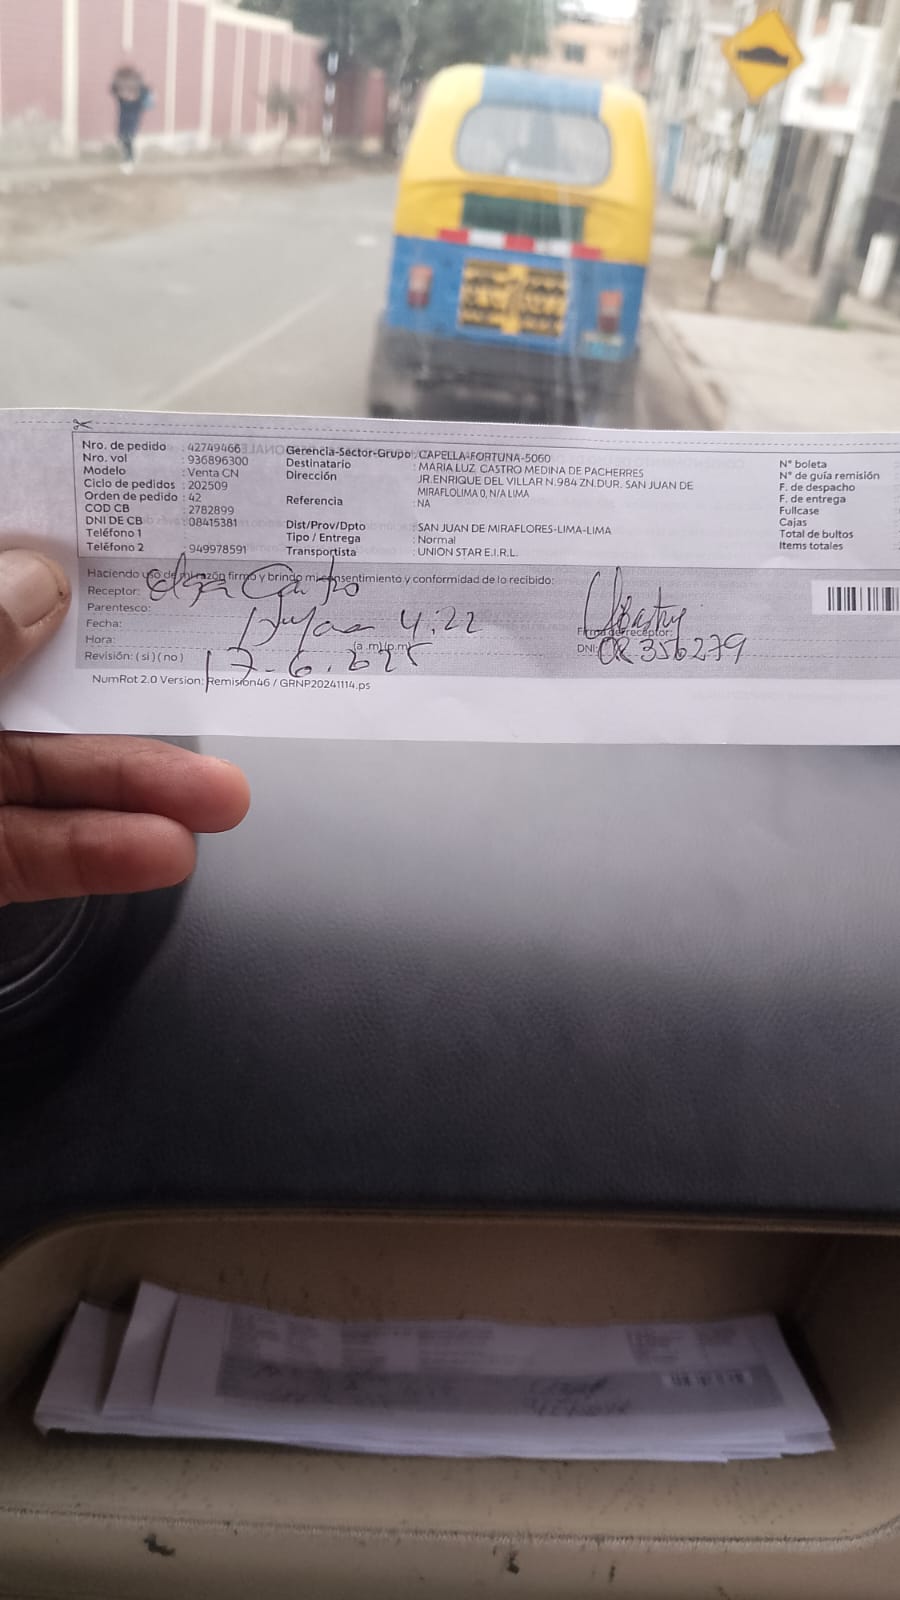 Nro. de pedido : 427494663 Gerencia-Sector-Grupo : CAPELLA-FORTUNA-5060 N° boleta
Nro. vol : 936896300 Destinatario : MARIA LUZ CASTRO MEDINA DE PACHERRES N° de guía remisión
Modelo : Venta CN Dirección : JR.ENRIQUE DEL VILLAR N.984 ZN.DUR. SAN JUAN DE F. de despacho
Ciclo de pedidos : 202509 MIRAFLOLIMA 0, N/A LIMA F. de entrega
Orden de pedido : 42 Referencia : NA Fullcase
COD CB : 2782899 Cajas
DNI DE CB : 08415381 Dist/Prov/Dpto : SAN JUAN DE MIRAFLORES-LIMA-LIMA Total de bultos
Teléfono 1 Tipo / Entrega : Normal Items totales
Teléfono 2 : 949978591 Transportista : UNION STAR E.I.R.L.
Haciendo uso de mi razón firmo y brindo mi consentimiento y conformidad de lo recibido:
Receptor: Olga Castro
Parentesco:
Fecha: 4:22 Firma del receptor:
Hora: (a.m)(p.m) DNI: 08356279
Revisión: ( si ) ( no ) 17-6.2025
NumRot 2.0 Version: Remision46 / GRNP20241114.ps